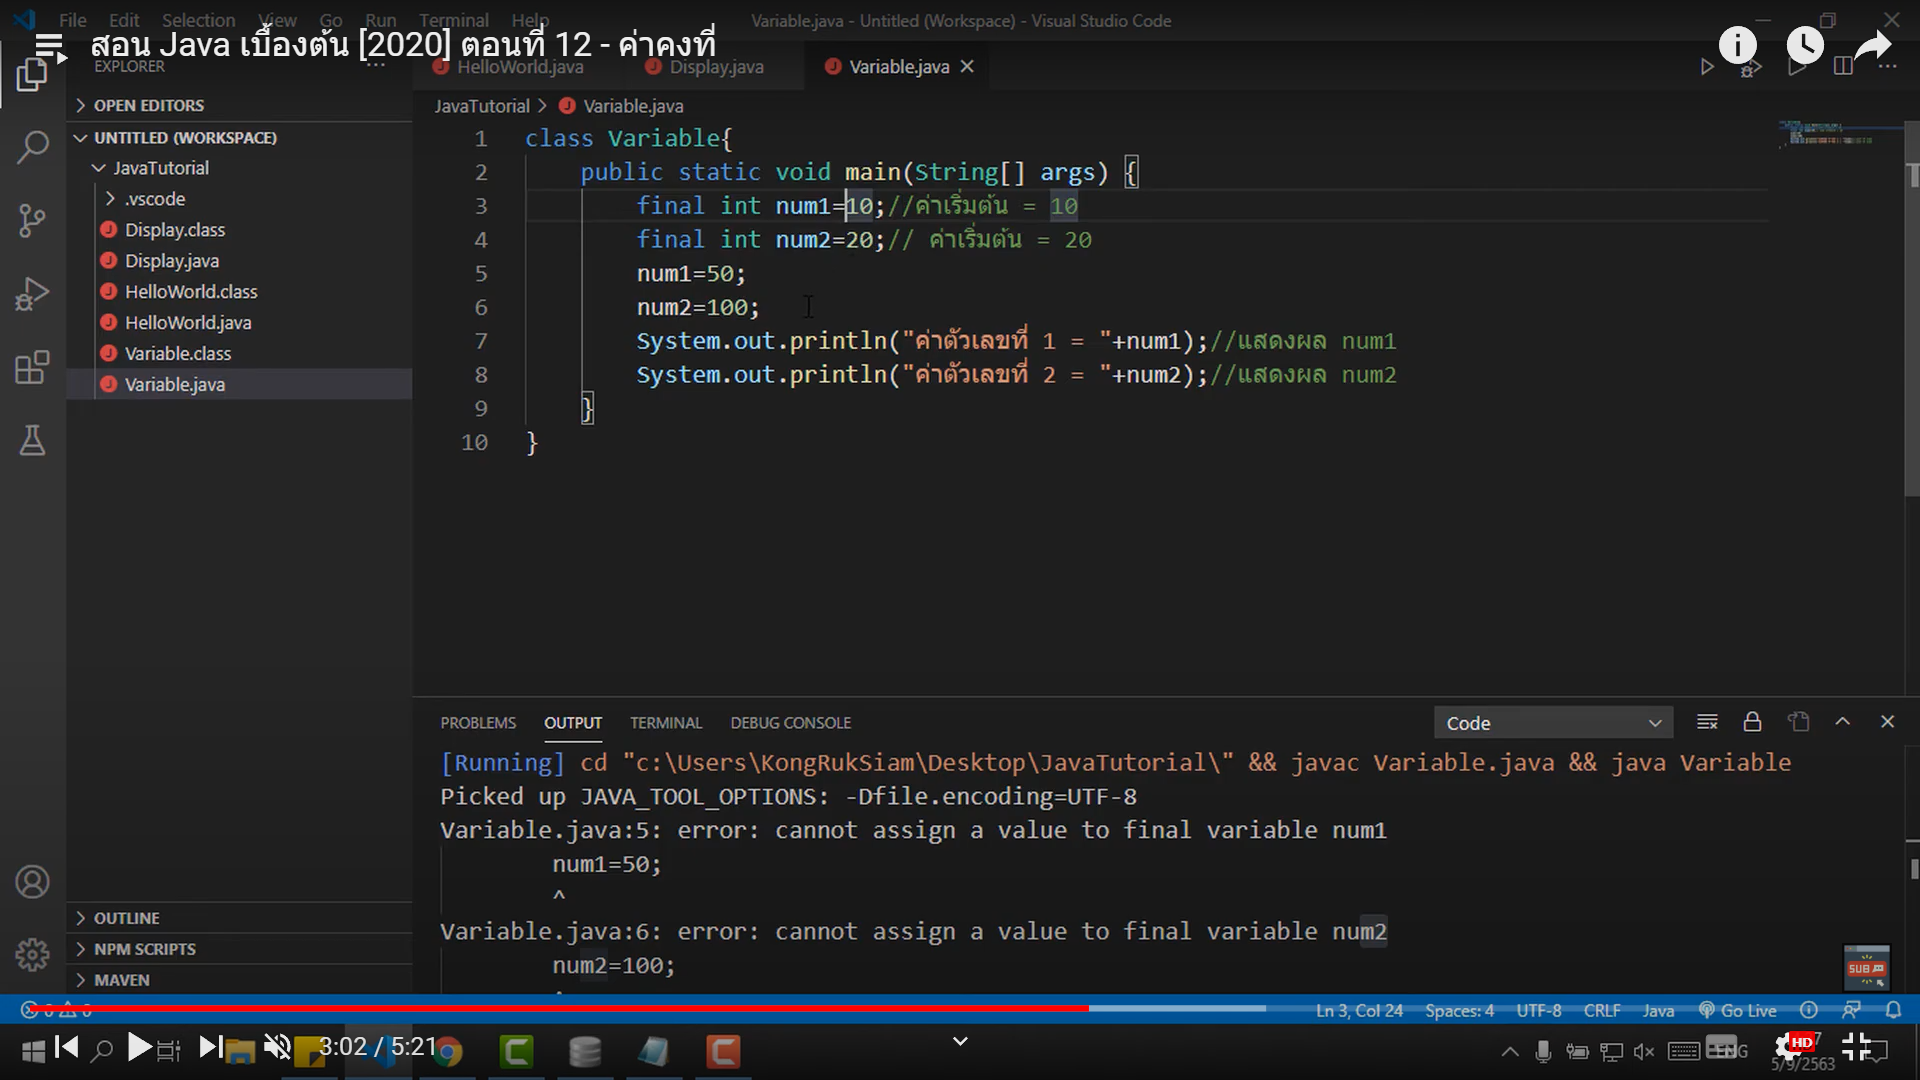 File Edit Selection View Go Run Terminal Help
Variable.java - Untitled (Workspace) - Visual Studio Code
สอน Java เบื้องต้น [2020] ตอนที่ 12 - ค่าคงที่
EXPLORER
HelloWorld.java
Display.java
Variable.java
OPEN EDITORS
JavaTutorial > Variable.java
UNTITLED (WORKSPACE)
JavaTutorial
.vscode
Display.class
Display.java
HelloWorld.class
HelloWorld.java
Variable.class
Variable.java
1 class Variable{
2 public static void main(String[] args) {
3 final int num1=10;//ค่าเริ่มต้น = 10
4 final int num2=20;// ค่าเริ่มต้น = 20
5 num1=50;
6 num2=100;
7 System.out.println("ค่าตัวเลขที่ 1 = "+num1);//แสดงผล num1
8 System.out.println("ค่าตัวเลขที่ 2 = "+num2);//แสดงผล num2
9 }
10 }
PROBLEMS OUTPUT TERMINAL DEBUG CONSOLE
Code
[Running] cd "c:\Users\KongRukSiam\Desktop\JavaTutorial\" && javac Variable.java && java Variable
Picked up JAVA_TOOL_OPTIONS: -Dfile.encoding=UTF-8
Variable.java:5: error: cannot assign a value to final variable num1
num1=50;
^
Variable.java:6: error: cannot assign a value to final variable num2
num2=100;
OUTLINE
NPM SCRIPTS
MAVEN
SUB
Ln 3, Col 24 Spaces: 4 UTF-8 CRLF Java Go Live
3:02 / 5:21
ENG
HD
5/9/2563